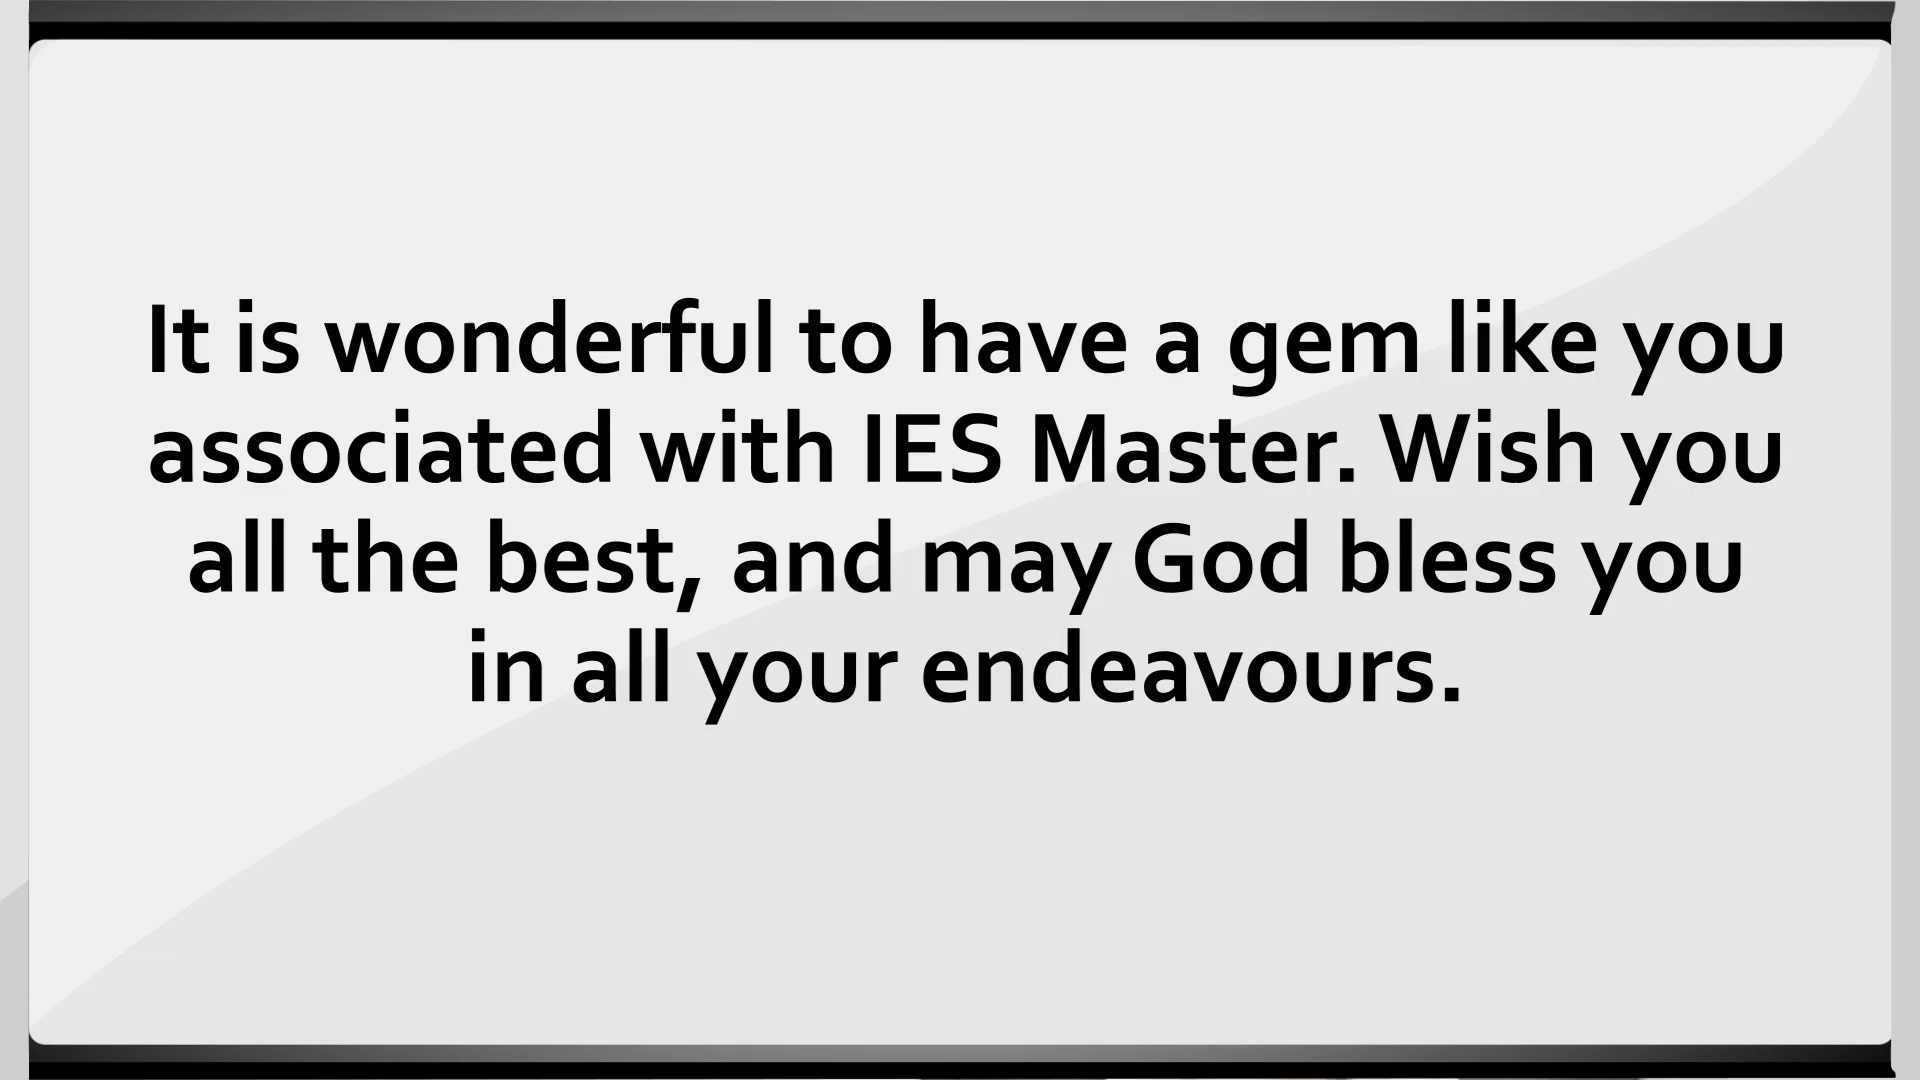 It is wonderful to have a gem like you
associated with IES Master. Wish you
all the best, and may God bless you
in all your endeavours.